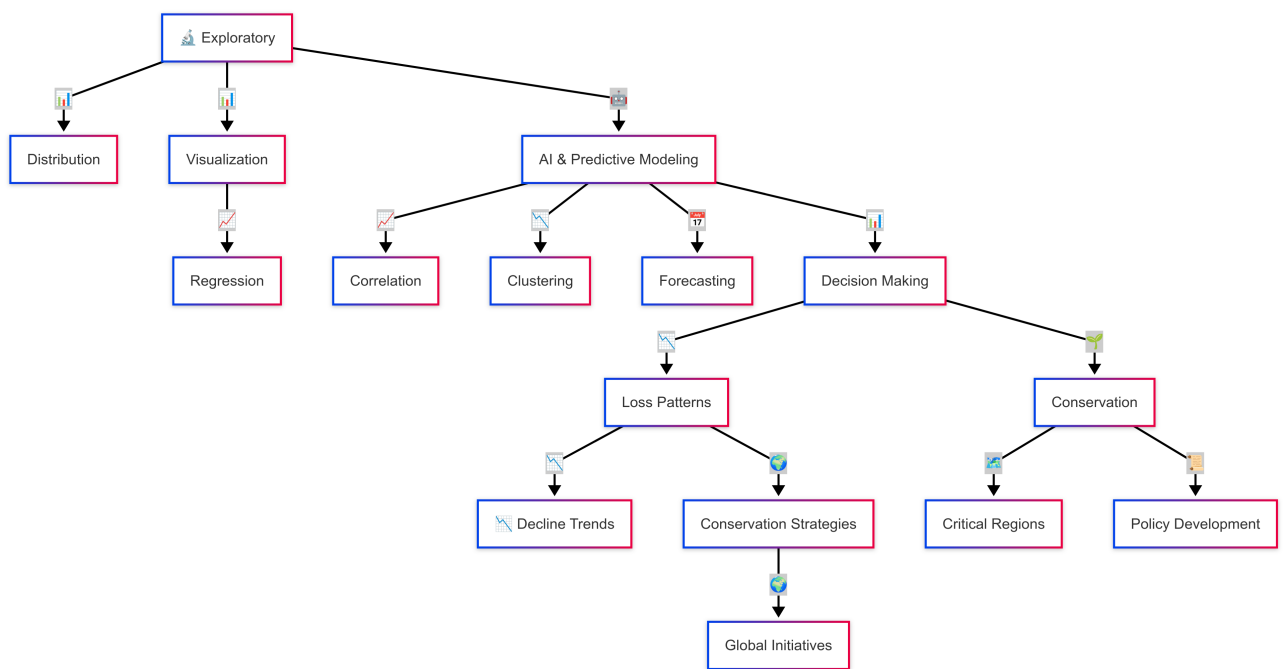 🔬 Exploratory
Distribution
Visualization
AI & Predictive Modeling
Regression
Correlation
Clustering
Forecasting
Decision Making
Loss Patterns
Conservation
📉 Decline Trends
Conservation Strategies
Critical Regions
Policy Development
Global Initiatives